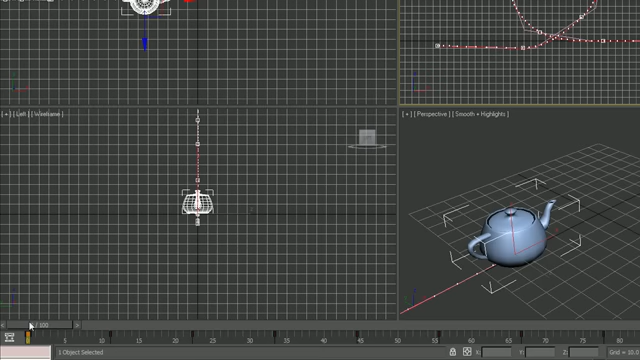 [ + ] [ Left ] [ Wireframe ]
[ + ] [ Perspective ] [ Smooth + Highlights ]
< / 100 >
5 10 15 20 25 30 35 40 45 50 55 60 65 70 75 80
1 Object Selected
X: Y: Z: Grid = 10.0